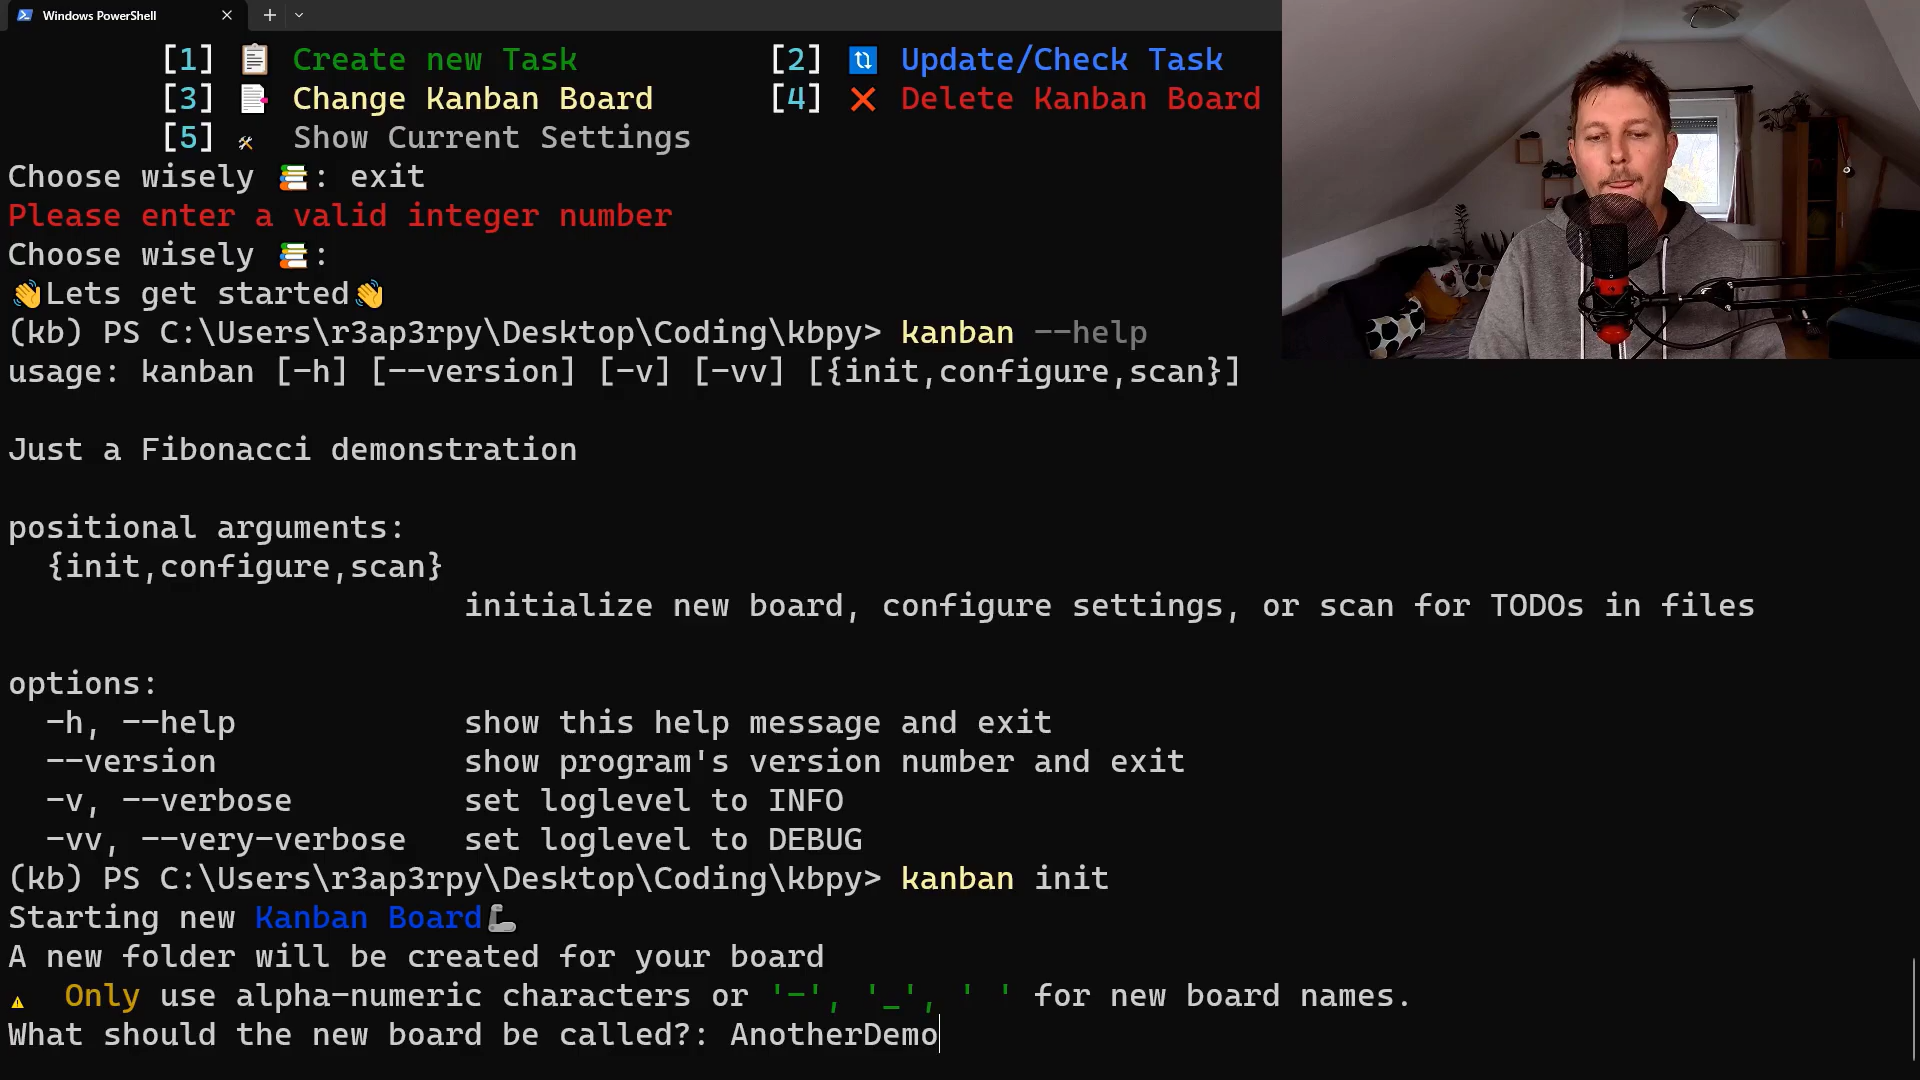 Windows PowerShell
[1] 📋 Create new Task [2] 🔃 Update/Check Task
[3] 📑 Change Kanban Board [4] ❌ Delete Kanban Board
[5] 🛠 Show Current Settings
Choose wisely 📚: exit
Please enter a valid integer number
Choose wisely 📚:
👋Lets get started👋
(kb) PS C:\Users\r3ap3rpy\Desktop\Coding\kbpy> kanban --help
usage: kanban [-h] [--version] [-v] [-vv] [{init,configure,scan}]
Just a Fibonacci demonstration
positional arguments:
{init,configure,scan}
initialize new board, configure settings, or scan for TODOs in files
options:
-h, --help show this help message and exit
--version show program's version number and exit
-v, --verbose set loglevel to INFO
-vv, --very-verbose set loglevel to DEBUG
(kb) PS C:\Users\r3ap3rpy\Desktop\Coding\kbpy> kanban init
Starting new Kanban Board🦾
A new folder will be created for your board
⚠ Only use alpha-numeric characters or '-', '_', ' ' for new board names.
What should the new board be called?: AnotherDemo